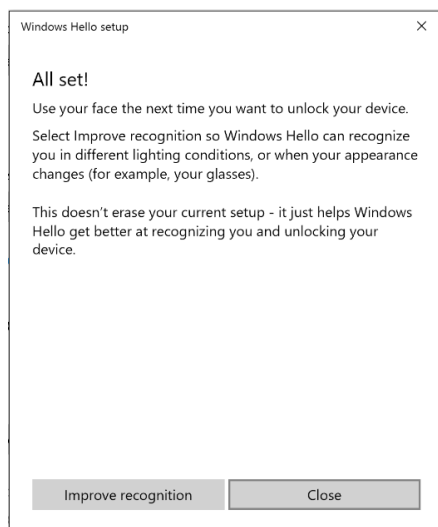 Windows Hello setup
All set!
Use your face the next time you want to unlock your device.
Select Improve recognition so Windows Hello can recognize
you in different lighting conditions, or when your appearance
changes (for example, your glasses).
This doesn't erase your current setup - it just helps Windows
Hello get better at recognizing you and unlocking your
device.
Improve recognition
Close